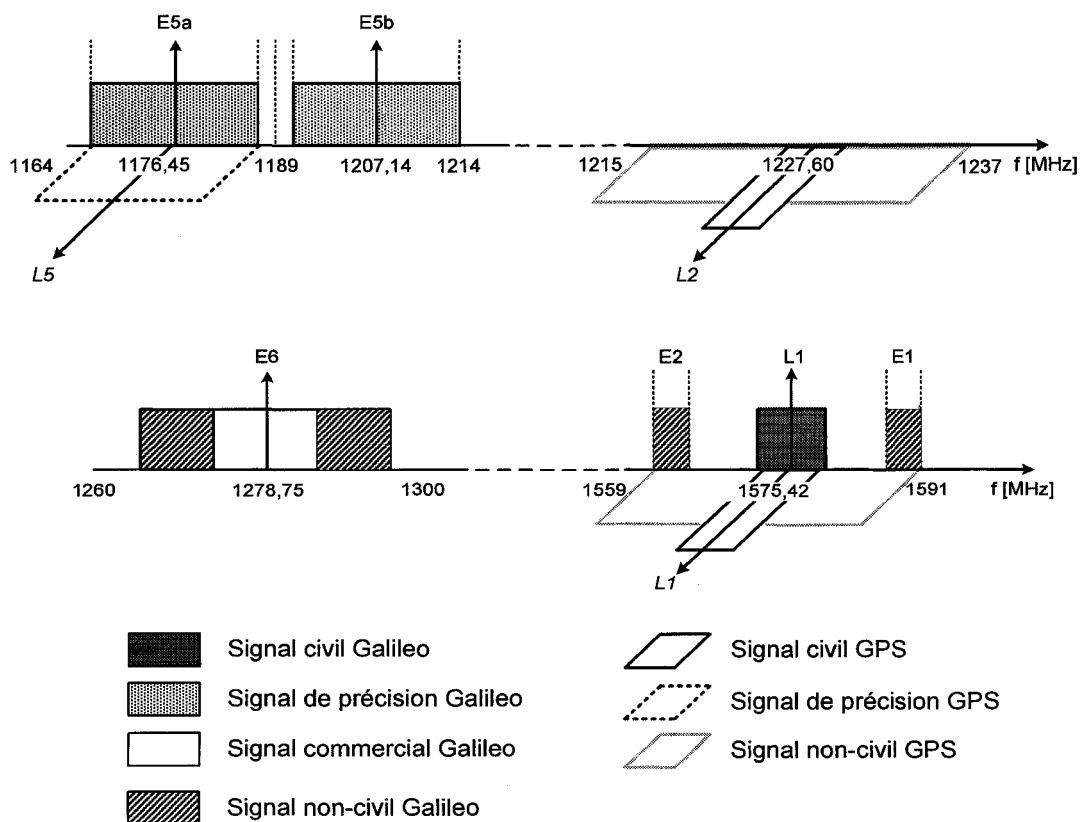 E5a E5b
1164 1176,45 1189 1207,14 1214 1215 1227,60 1237 f [MHz]
L5 L2
E6 E2 L1 E1
1260 1278,75 1300 1559 1575,42 1591 f [MHz]
L1
Signal civil Galileo Signal civil GPS
Signal de précision Galileo Signal de précision GPS
Signal commercial Galileo Signal non-civil GPS
Signal non-civil Galileo